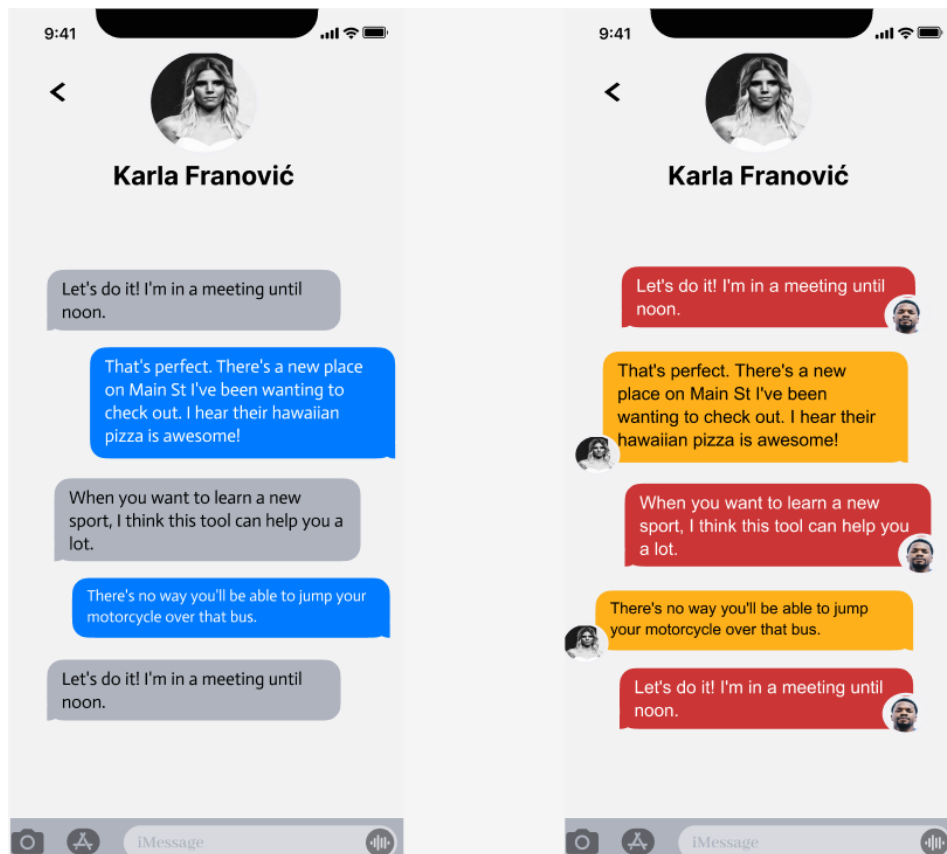 9:41
Karla Franović
Let's do it! I'm in a meeting until
noon.
That's perfect. There's a new place
on Main St I've been wanting to
check out. I hear their hawaiian
pizza is awesome!
When you want to learn a new
sport, I think this tool can help you a
lot.
There's no way you'll be able to jump your
motorcycle over that bus.
Let's do it! I'm in a meeting until
noon.
iMessage
9:41
Karla Franović
Let's do it! I'm in a meeting until
noon.
That's perfect. There's a new
place on Main St I've been
wanting to check out. I hear their
hawaiian pizza is awesome!
When you want to learn a new
sport, I think this tool can help you
a lot.
There's no way you'll be able to jump
your motorcycle over that bus.
Let's do it! I'm in a meeting until
noon.
iMessage